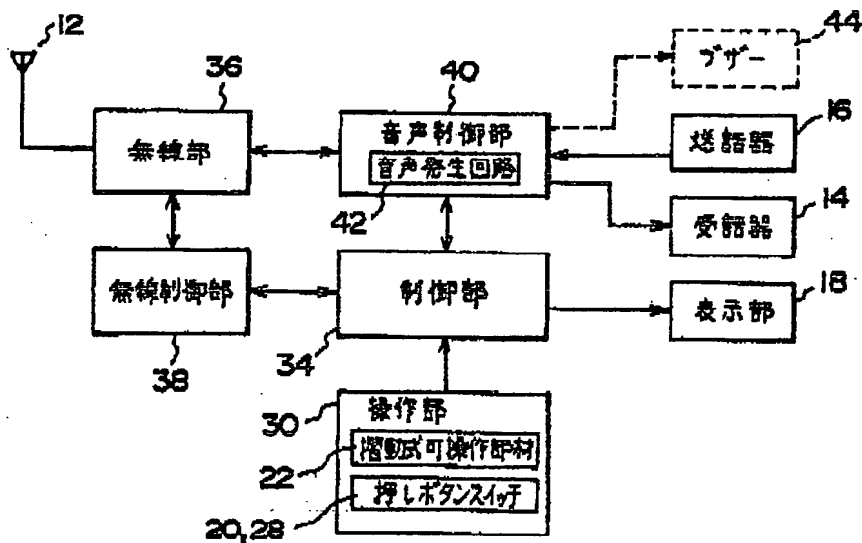 12
36
無線部
40
音声制御部
音声発生回路
42
ブザー
44
送話器
16
受話器
14
無線制御部
38
制御部
34
表示部
18
30
操作部
摺動式可操作部材
22
押しボタンスイッチ
20,28